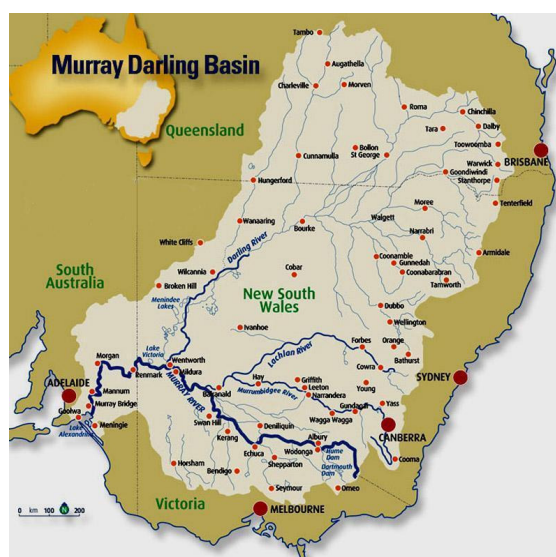 Murray Darling Basin
Tambo
Augathella
Charleville
Morven
Roma
Chinchilla
Queensland
Tara
Dalby
Toowoomba
Bollon
St George
Cunnamulla
Warwick
BRISBANE
Goondiwindi
Stanthorpe
Hungerford
Tenterfield
Moree
Wanaaring
Bourke
Walgett
Narrabri
White Cliffs
Darling River
Armidale
Coonamble
Gunnedah
Coonabarabran
South
Australia
Wilcannia
Cobar
Tamworth
Broken Hill
Menindee
Lakes
New South
Wales
Dubbo
Wellington
Ivanhoe
Lake
Victoria
Forbes
Orange
Lachlan River
Bathurst
Morgan
Wentworth
Cowra
Renmark
Mildura
SYDNEY
ADELAIDE
Mannum
MURRAY RIVER
Hay
Griffith
Leeton
Young
Balranald
Murrumbidgee River
Narrandera
Yass
Murray Bridge
Goolwa
Gundagai
Wagga Wagga
Swan Hill
Meningie
Lake
Alexandrina
Deniliquin
Kerang
Albury
CANBERRA
Echuca
Wodonga
Hume
Dam
Cooma
Horsham
Bendigo
Shepparton
Dartmouth
Dam
Seymour
Omeo
Victoria
MELBOURNE
0 km 100 N 200